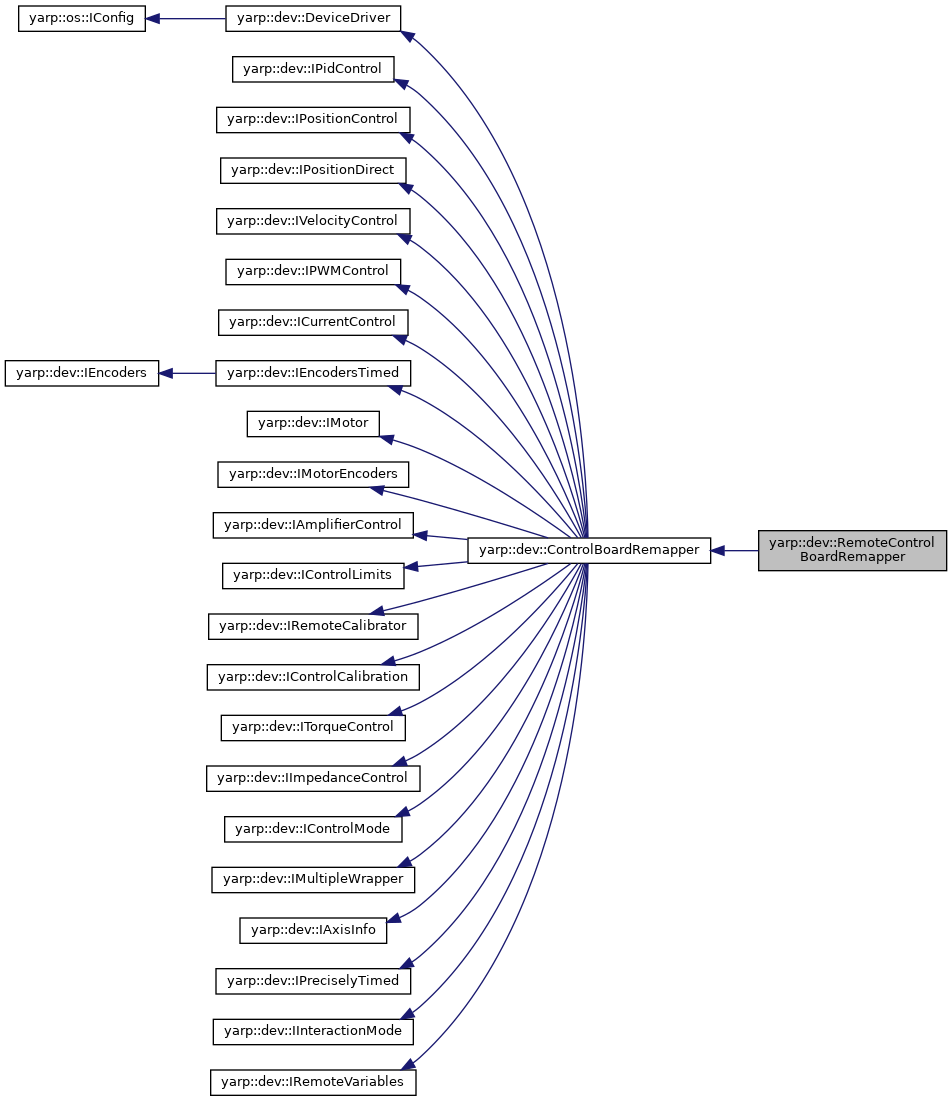 yarp::os::IConfig
yarp::dev::DeviceDriver
yarp::dev::IPidControl
yarp::dev::IPositionControl
yarp::dev::IPositionDirect
yarp::dev::IVelocityControl
yarp::dev::IPWMControl
yarp::dev::ICurrentControl
yarp::dev::IEncoders
yarp::dev::IEncodersTimed
yarp::dev::IMotor
yarp::dev::IMotorEncoders
yarp::dev::IAmplifierControl
yarp::dev::ControlBoardRemapper
yarp::dev::RemoteControl
BoardRemapper
yarp::dev::IControlLimits
yarp::dev::IRemoteCalibrator
yarp::dev::IControlCalibration
yarp::dev::ITorqueControl
yarp::dev::IImpedanceControl
yarp::dev::IControlMode
yarp::dev::IMultipleWrapper
yarp::dev::IAxisInfo
yarp::dev::IPreciselyTimed
yarp::dev::IInteractionMode
yarp::dev::IRemoteVariables